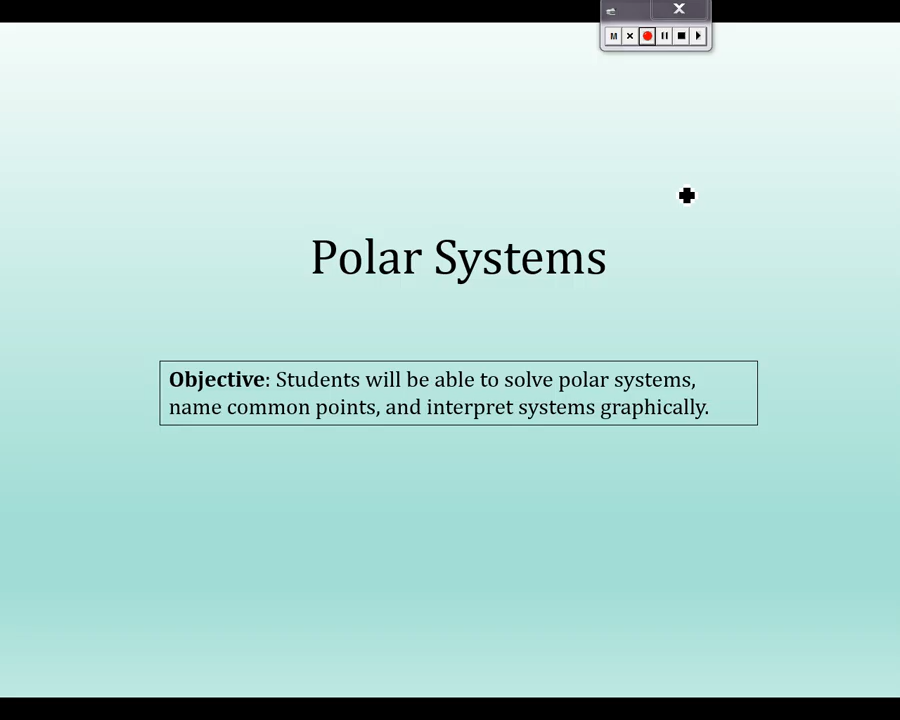 M
Polar Systems
Objective: Students will be able to solve polar systems,
name common points, and interpret systems graphically.